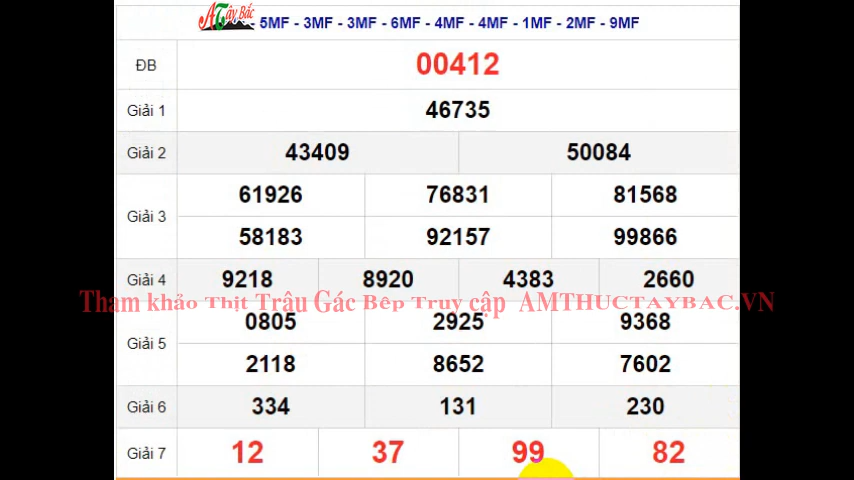 ATây Bắc
- 5MF - 3MF - 3MF - 6MF - 4MF - 4MF - 1MF - 2MF - 9MF
ĐB 00412
Giải 1 46735
Giải 2 43409 50084
Giải 3 61926 76831 81568
58183 92157 99866
Giải 4 9218 8920 4383 2660
Tham khảo Thịt Trâu Gác Bếp Truy cập AMTHUCTAYBAC.VN
Giải 5 0805 2925 9368
2118 8652 7602
Giải 6 334 131 230
Giải 7 12 37 99 82